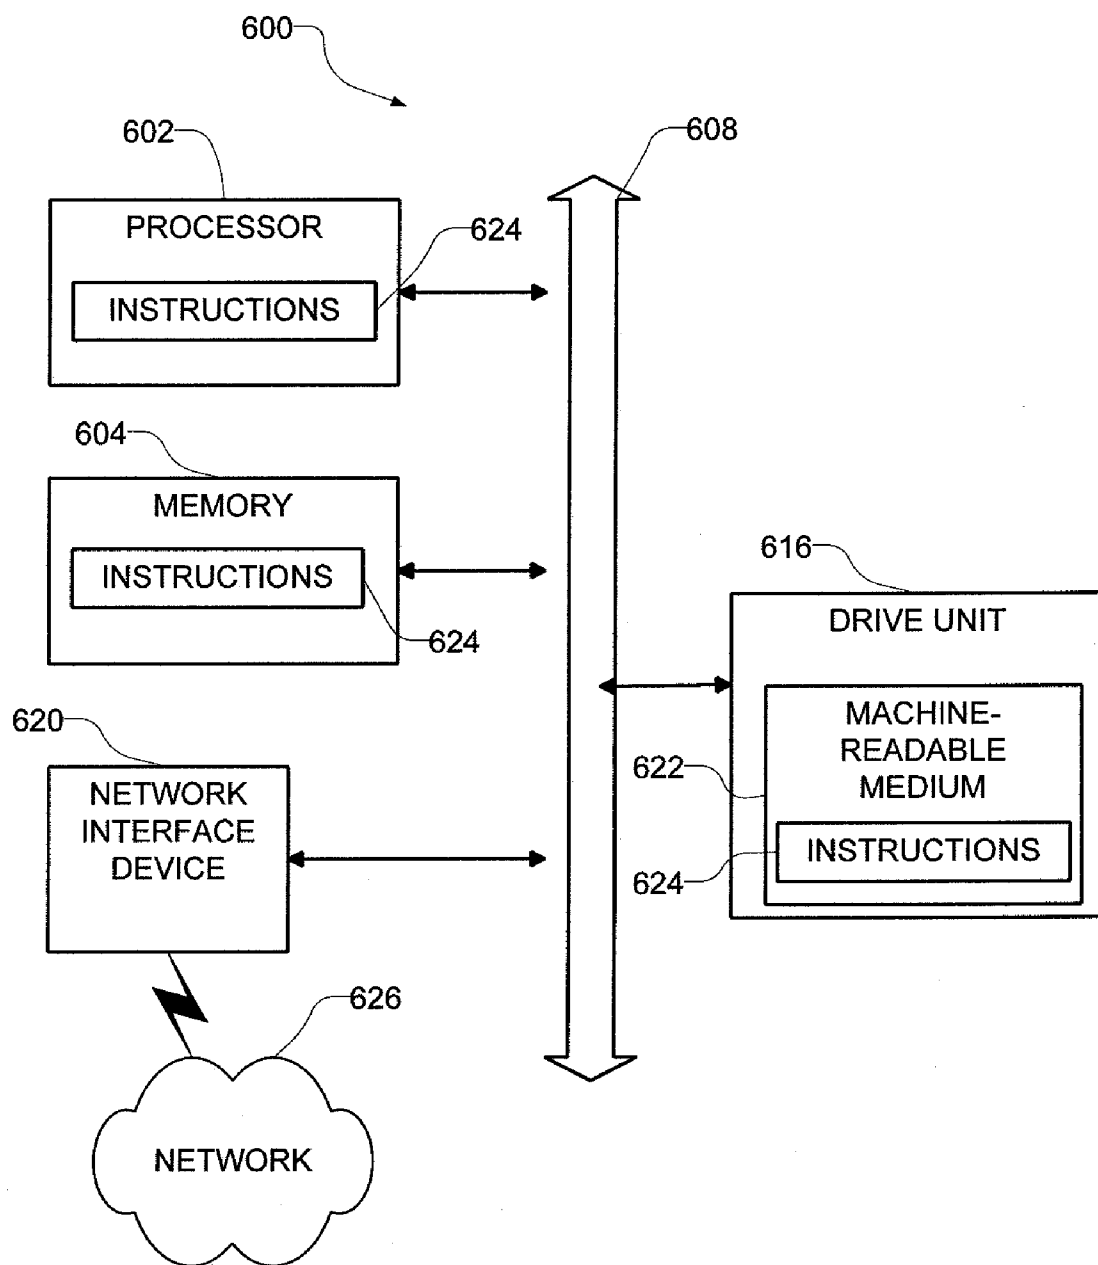 600
602
608
PROCESSOR
624
INSTRUCTIONS
604
MEMORY
INSTRUCTIONS
624
616
DRIVE UNIT
MACHINE-
READABLE
MEDIUM
622
INSTRUCTIONS
624
620
NETWORK
INTERFACE
DEVICE
626
NETWORK